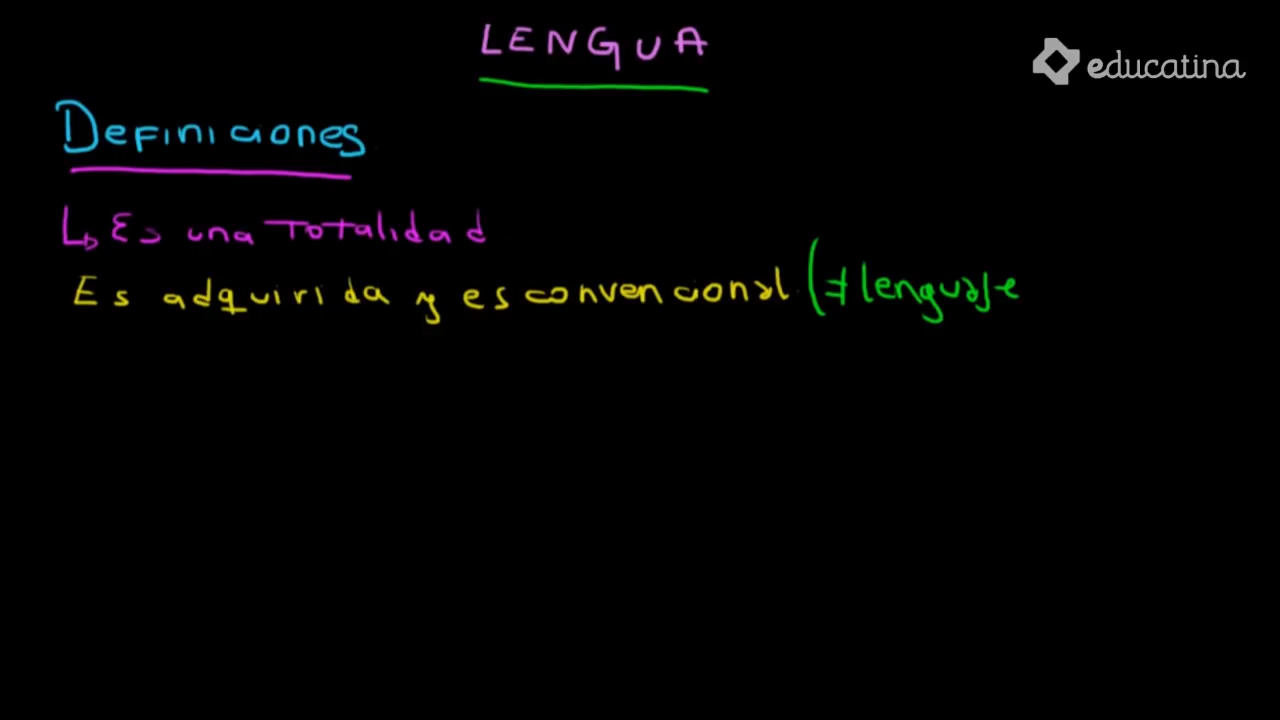 LENGUA
educatina
Definiciones
Es una Totalidad
Es adquirida y es convencional (≠ lenguaje